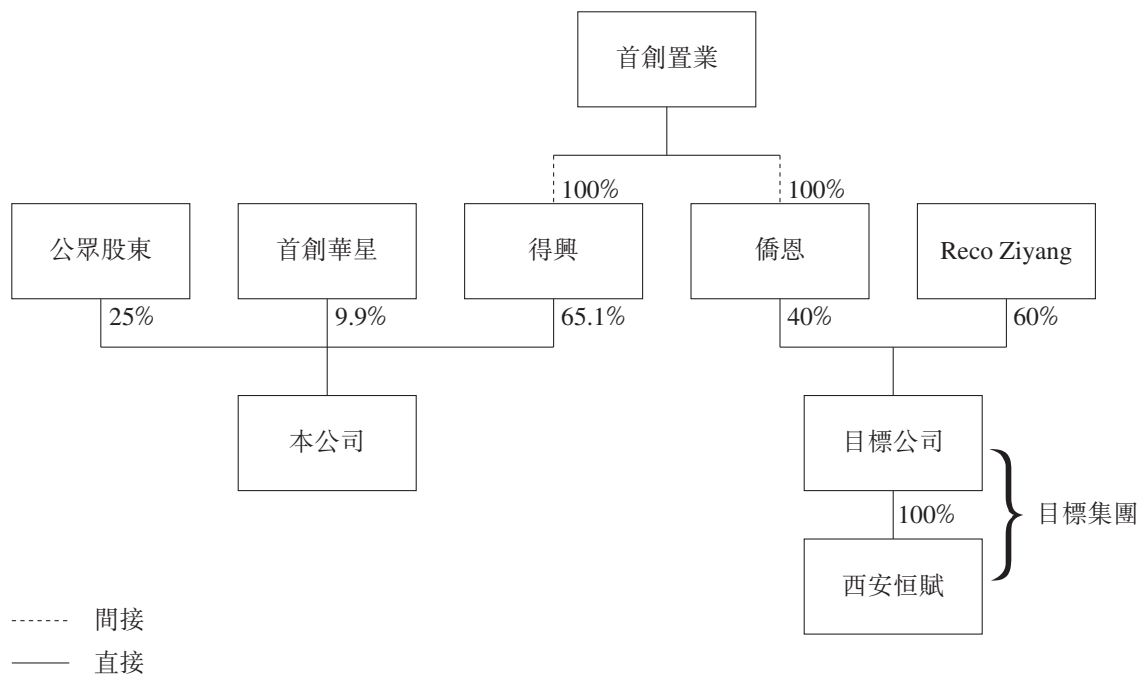 首創置業
100%
100%
公眾股東
首創華星
得興
僑恩
Reco Ziyang
25%
9.9%
65.1%
40%
60%
本公司
目標公司
100%
目標集團
西安恒賦
間接
直接